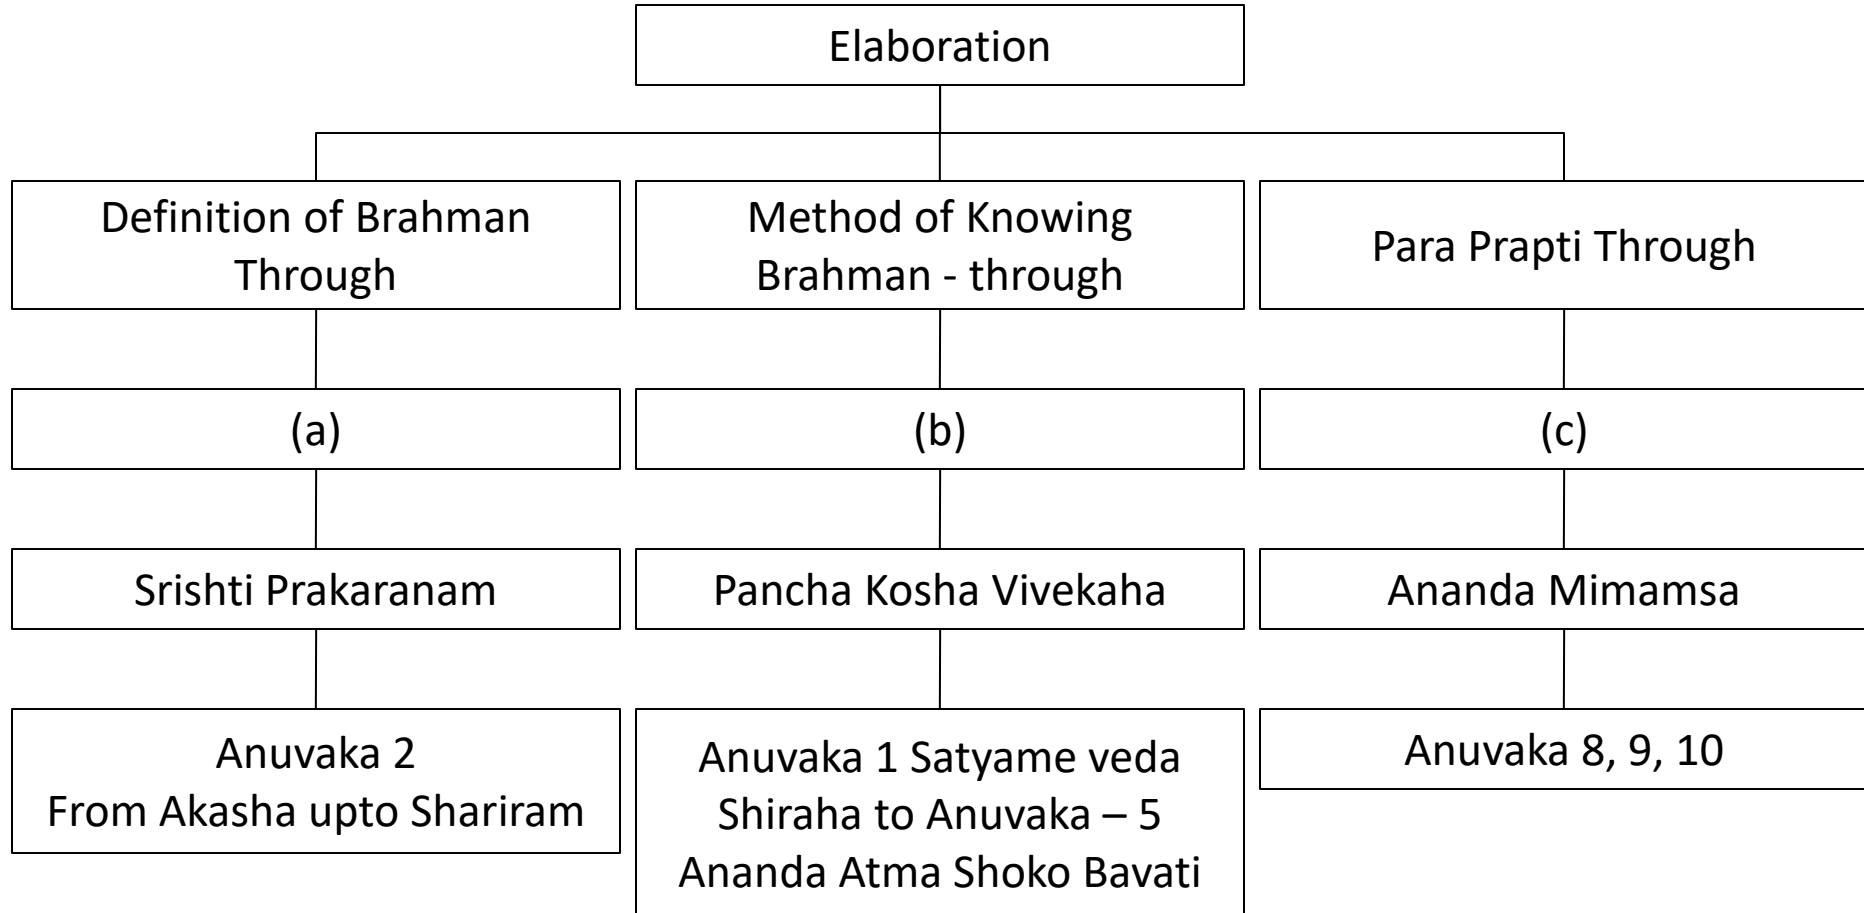 Elaboration
Definition of Brahman
Through
Method of Knowing
Brahman - through
Para Prapti Through
(a)
(b)
(c)
Srishti Prakaranam
Pancha Kosha Vivekaha
Ananda Mimamsa
Anuvaka 2
From Akasha upto Shariram
Anuvaka 1 Satyame veda
Shiraha to Anuvaka – 5
Ananda Atma Shoko Bavati
Anuvaka 8, 9, 10